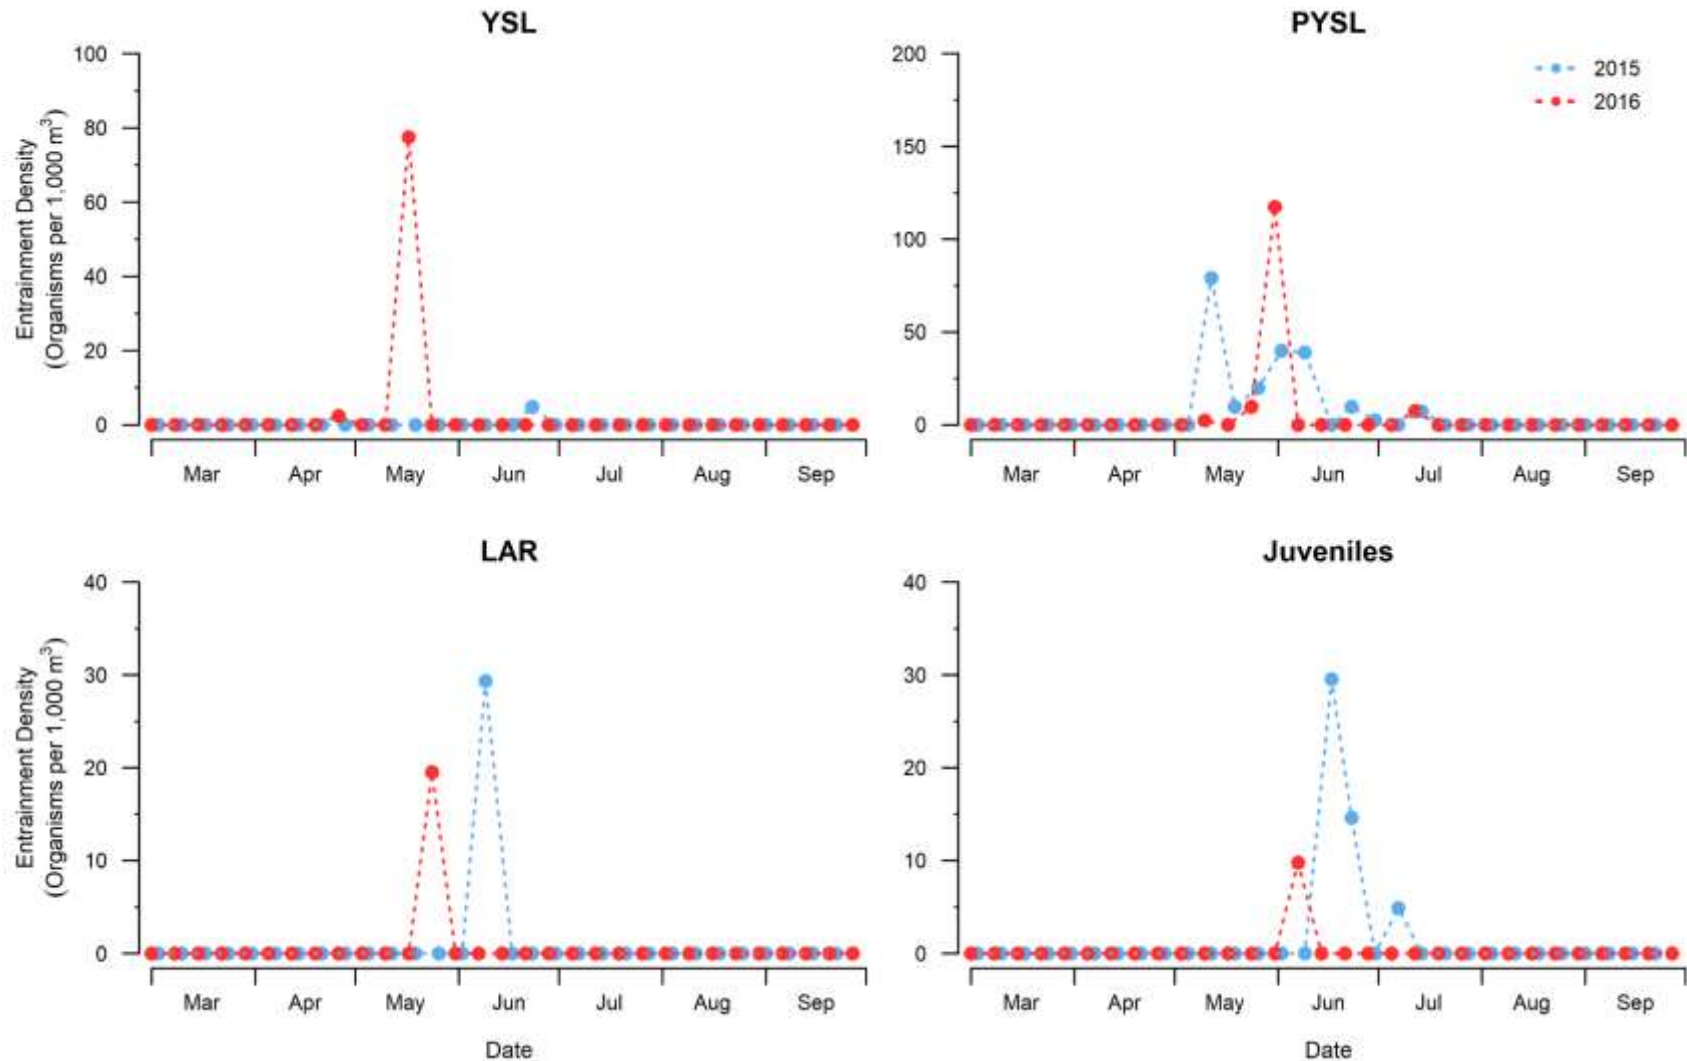 YSL
Entrainment Density
(Organisms per 1,000 m³)
100
80
60
40
20
0
Mar Apr May Jun Jul Aug Sep
PYSL
2015
2016
200
150
100
50
0
Mar Apr May Jun Jul Aug Sep
LAR
Entrainment Density
(Organisms per 1,000 m³)
40
30
20
10
0
Mar Apr May Jun Jul Aug Sep
Date
Juveniles
40
30
20
10
0
Mar Apr May Jun Jul Aug Sep
Date